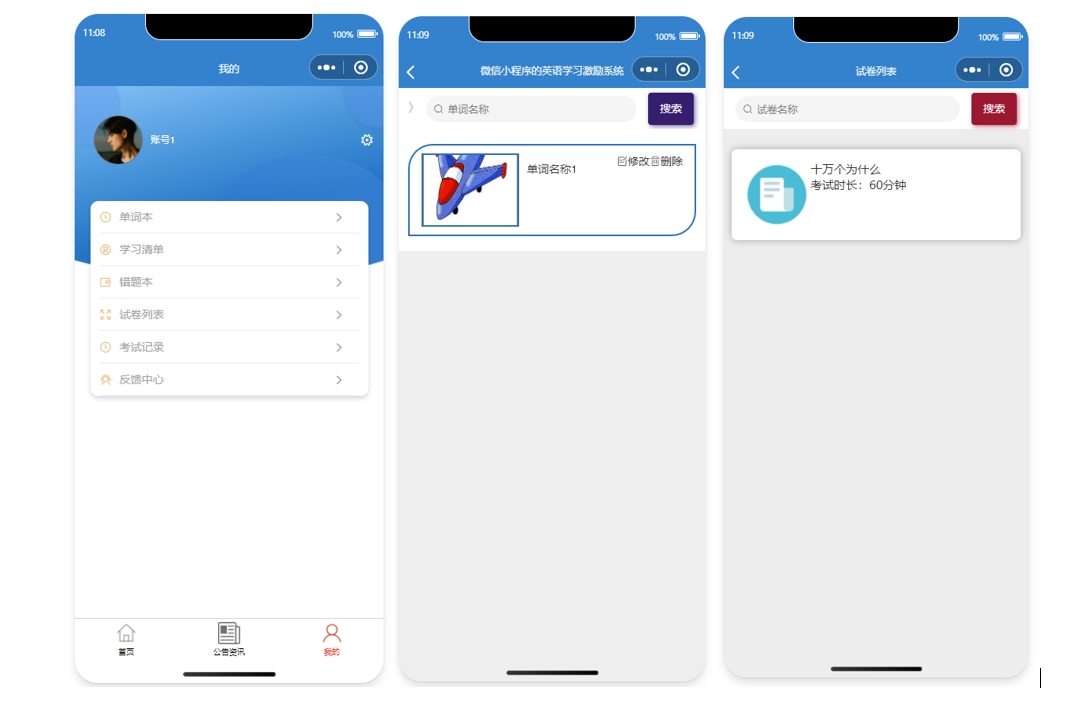 11:08
100%
我的
账号1
单词本
学习清单
错题本
试卷列表
考试记录
反馈中心
首页
公告资讯
我的
11:09
100%
微信小程序的英语学习激励系统
单词名称
搜索
单词名称1
修改删除
11:09
100%
试卷列表
试卷名称
搜索
十万个为什么
考试时长：60分钟